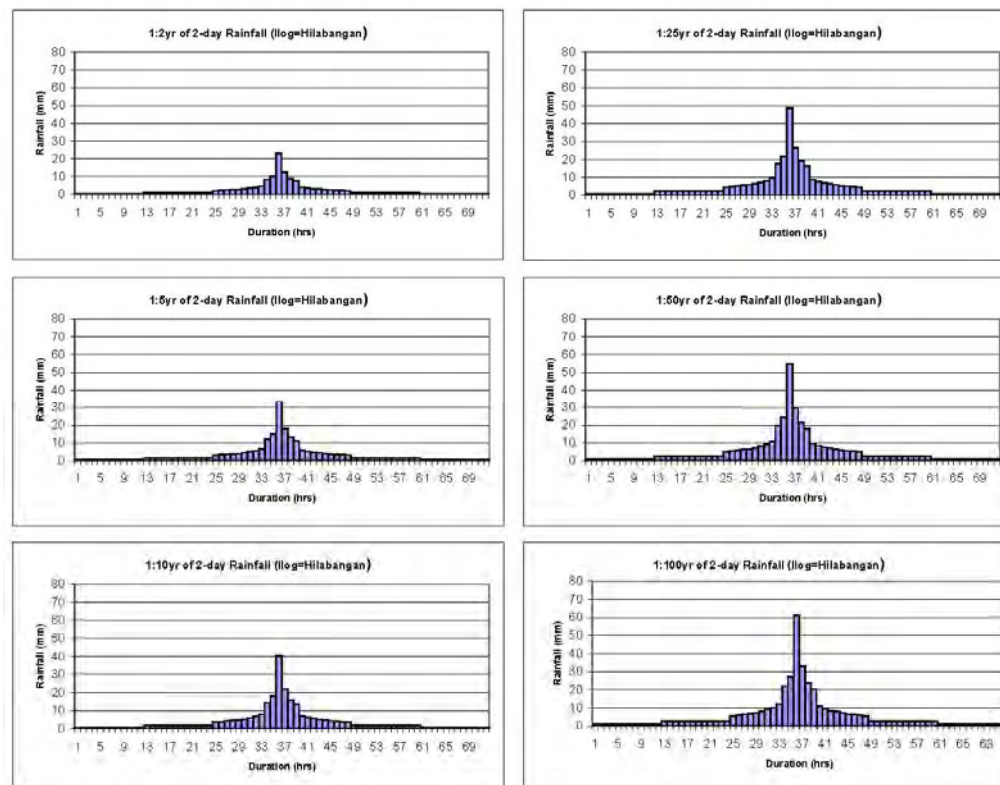 1:2yr of 2-day Rainfall (Ilog=Hilabangan)
80
70
60
50
40
30
20
10
0
Rainfall (mm)
1 5 9 13 17 21 25 29 33 37 41 45 49 53 57 61 65 69
Duration (hrs)
1:25yr of 2-day Rainfall (Ilog=Hilabangan)
80
70
60
50
40
30
20
10
0
Rainfall (mm)
1 5 9 13 17 21 25 29 33 37 41 45 49 53 57 61 65 69
Duration (hrs)
1:5yr of 2-day Rainfall (Ilog=Hilabangan)
80
70
60
50
40
30
20
10
0
Rainfall (mm)
1 5 9 13 17 21 25 29 33 37 41 45 49 53 57 61 65 69
Duration (hrs)
1:50yr of 2-day Rainfall (Ilog=Hilabangan)
80
70
60
50
40
30
20
10
0
Rainfall (mm)
1 5 9 13 17 21 25 29 33 37 41 45 49 53 57 61 65 69
Duration (hrs)
1:10yr of 2-day Rainfall (Ilog=Hilabangan)
80
70
60
50
40
30
20
10
0
Rainfall (mm)
1 5 9 13 17 21 25 29 33 37 41 45 49 53 57 61 65 69
Duration (hrs)
1:100yr of 2-day Rainfall (Ilog=Hilabangan)
80
70
60
50
40
30
20
10
0
Rainfall (mm)
1 5 9 13 17 21 25 29 33 37 41 45 49 53 57 61 65 69
Duration (hrs)